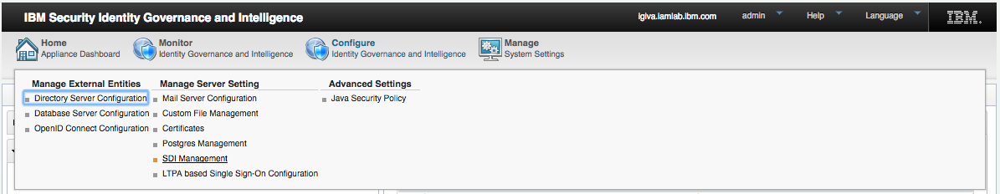 IBM Security Identity Governance and Intelligence
igiva.iamlab.ibm.com admin Help Language IBM.
Home Monitor Configure Manage
Appliance Dashboard Identity Governance and Intelligence Identity Governance and Intelligence System Settings
Manage External Entities Manage Server Setting Advanced Settings
Directory Server Configuration Mail Server Configuration Java Security Policy
Database Server Configuration Custom File Management
OpenID Connect Configuration Certificates
Postgres Management
SDI Management
LTPA based Single Sign-On Configuration